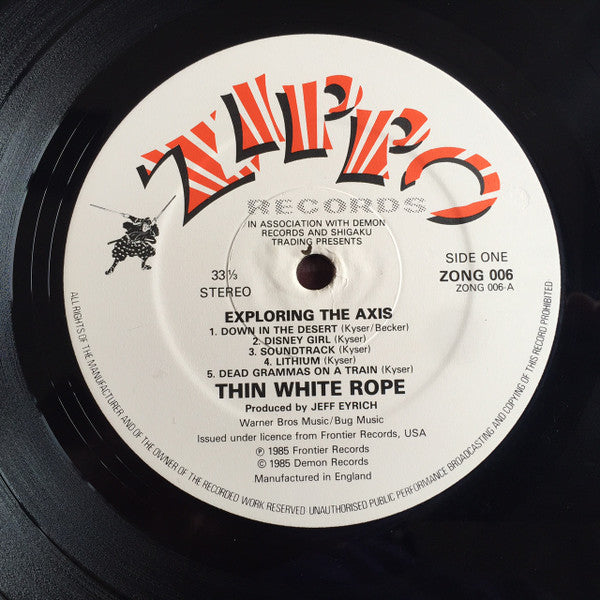 ZIPPO
RECORDS
IN ASSOCIATION WITH DEMON
RECORDS AND SHIGAKU
TRADING PRESENTS
33⅓
STEREO
SIDE ONE
ZONG 006
ZONG 006-A
EXPLORING THE AXIS
1. DOWN IN THE DESERT (Kyser/Becker)
2. DISNEY GIRL (Kyser)
3. SOUNDTRACK (Kyser)
4. LITHIUM (Kyser)
5. DEAD GRAMMAS ON A TRAIN (Kyser)
THIN WHITE ROPE
Produced by JEFF EYRICH
Warner Bros Music/Bug Music
Issued under licence from Frontier Records, USA
℗ 1985 Frontier Records
© 1985 Demon Records
Manufactured in England
ALL RIGHTS OF THE MANUFACTURER AND OF THE OWNER OF THE RECORDED WORK RESERVED· UNAUTHORISED PUBLIC PERFORMANCE BROADCASTING AND COPYING OF THIS RECORD PROHIBITED·